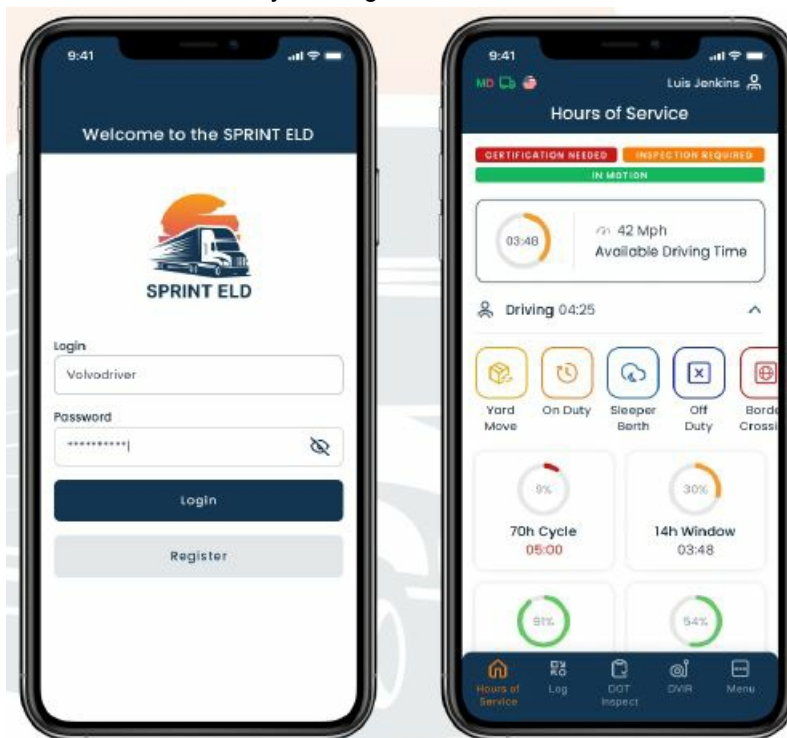 9:41
Welcome to the SPRINT ELD
SPRINT ELD
Login
Volvodriver
Password
**********|
Login
Register
9:41
MD
Luis Jenkins
Hours of Service
CERTIFICATION NEEDED INSPECTION REQUIRED
IN MOTION
03:48
42 Mph
Available Driving Time
Driving 04:25
Yard Move
On Duty
Sleeper Berth
Off Duty
Borde
Crossi
9%
70h Cycle
05:00
30%
14h Window
03:48
91%
54%
Hours of Service
Log
DOT Inspect
DVIR
Menu